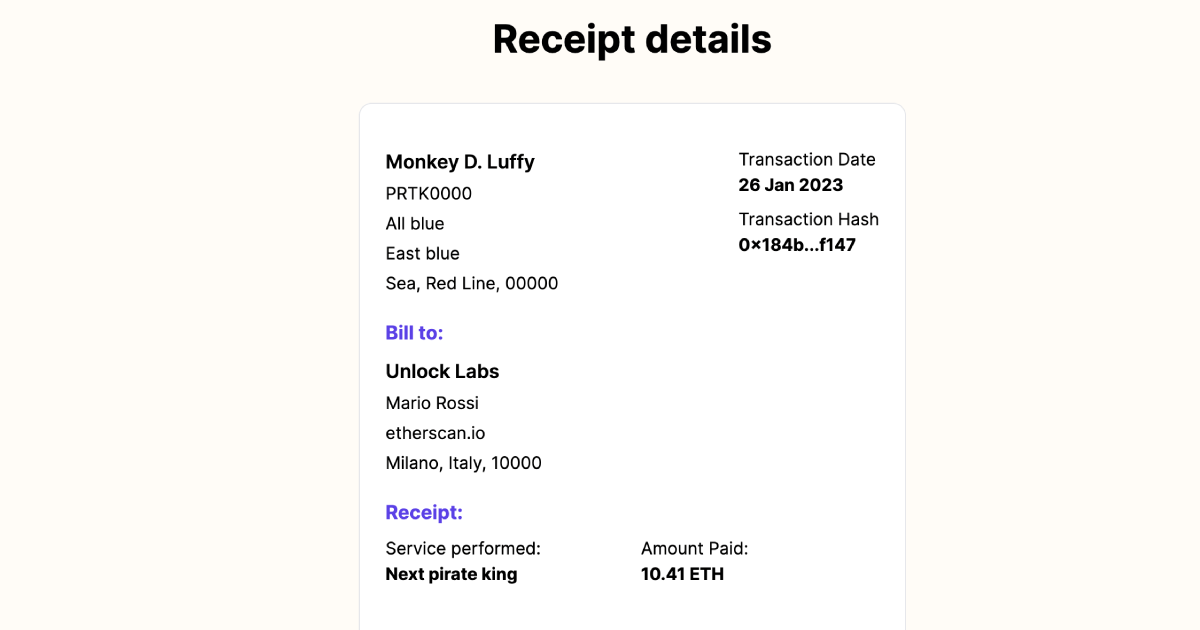 Receipt details
Monkey D. Luffy
PRTK0000
All blue
East blue
Sea, Red Line, 00000
Transaction Date
26 Jan 2023
Transaction Hash
0x184b...f147
Bill to:
Unlock Labs
Mario Rossi
etherscan.io
Milano, Italy, 10000
Receipt:
Service performed:
Next pirate king
Amount Paid:
10.41 ETH